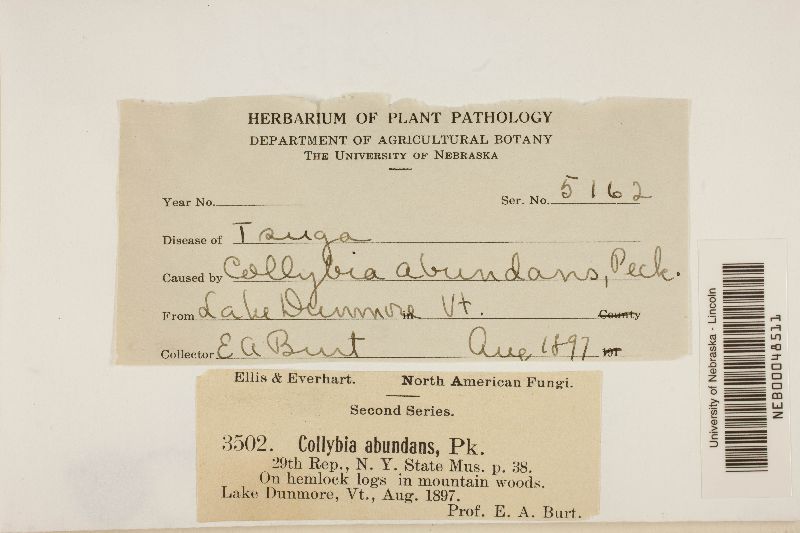 HERBARIUM OF PLANT PATHOLOGY
DEPARTMENT OF AGRICULTURAL BOTANY
THE UNIVERSITY OF NEBRASKA
Year No. Ser. No. 5162
Disease of Tsuga
Caused by Collybia abundans, Peck.
From Lake Dunmore in Vt. County
Collector E A Burt Aug 1897 191
Ellis & Everhart. North American Fungi.
Second Series.
3502. Collybia abundans, Pk.
29th Rep., N. Y. State Mus. p. 38.
On hemlock logs in mountain woods.
Lake Dunmore, Vt., Aug. 1897.
Prof. E. A. Burt.
University of Nebraska - Lincoln
NEB00048511